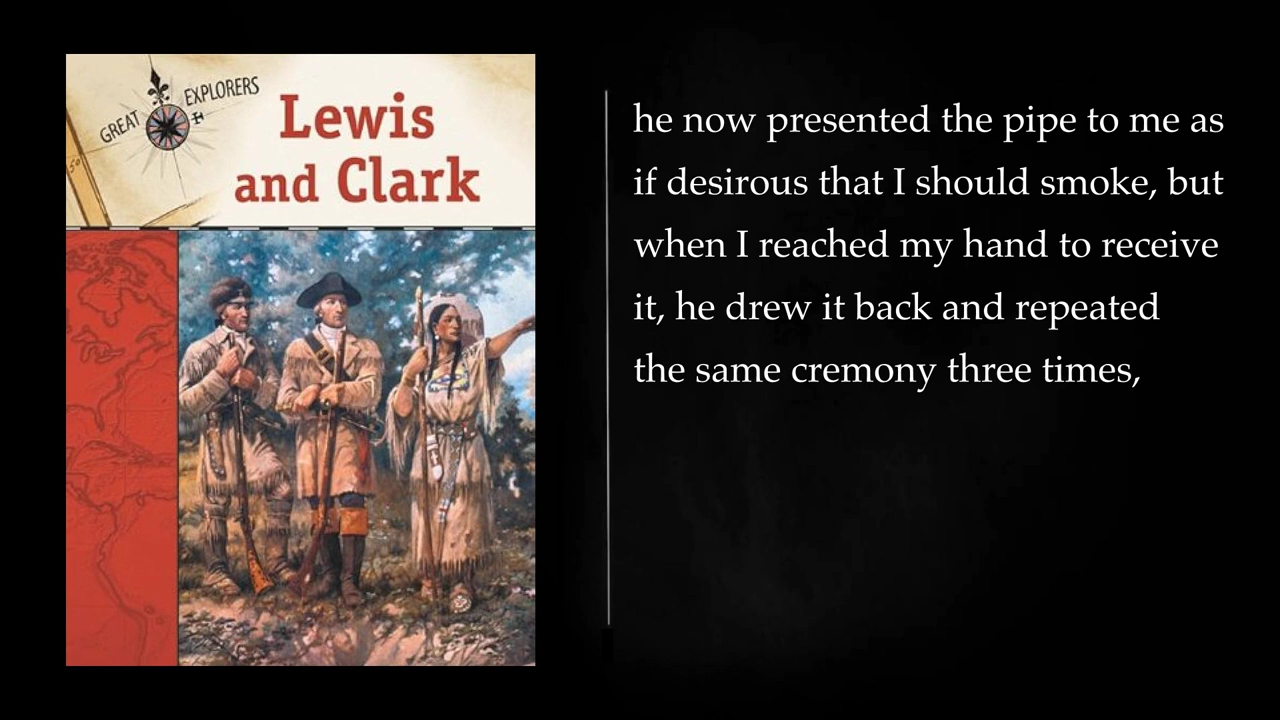 GREAT EXPLORERS
Lewis
and Clark
50
he now presented the pipe to me as
if desirous that I should smoke, but
when I reached my hand to receive
it, he drew it back and repeated
the same cremony three times,